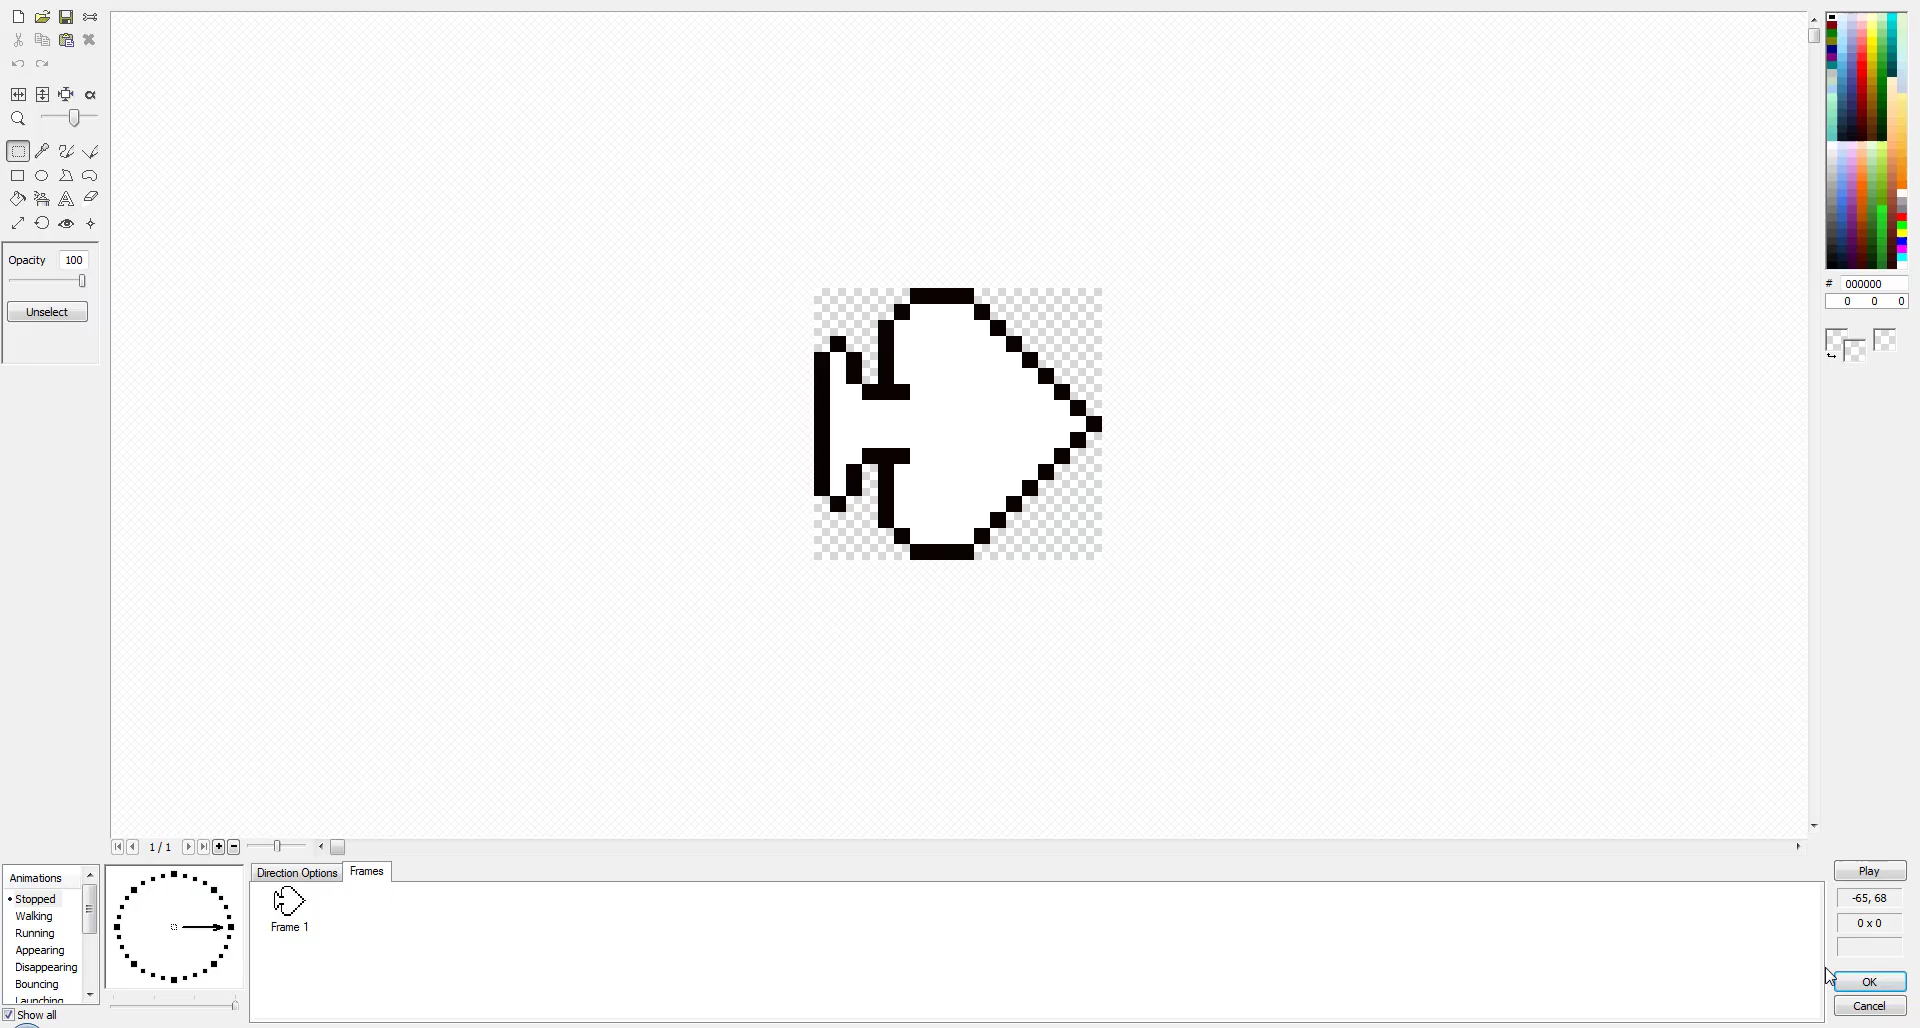 Opacity 100
Unselect
# 000000
0 0 0
1 / 1
Animations
Stopped
Walking
Running
Appearing
Disappearing
Bouncing
Launching
Show all
Direction Options
Frames
Frame 1
Play
-65, 68
0 x 0
OK
Cancel